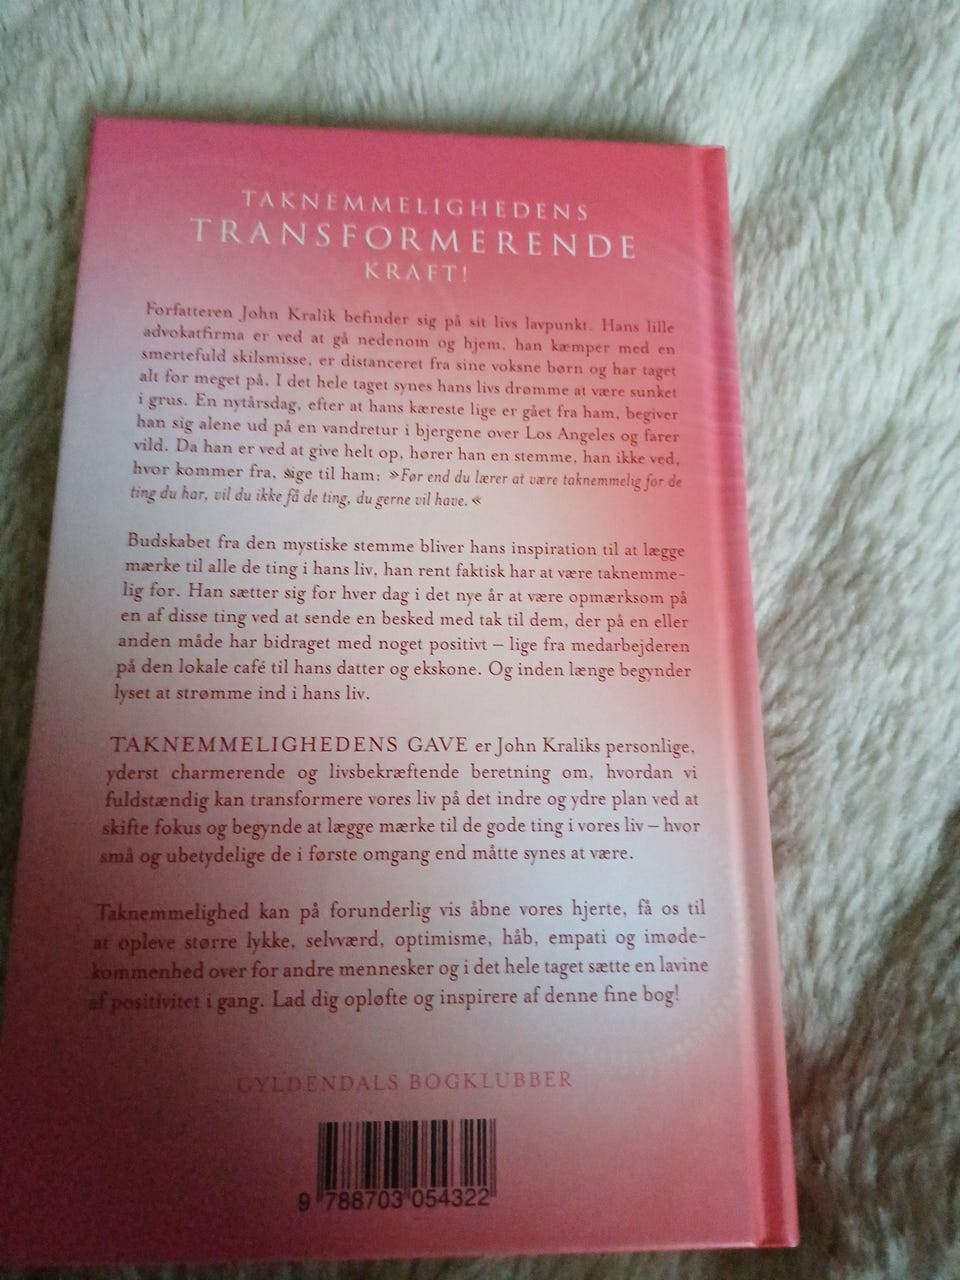 TAKNEMMELIGHEDENS
TRANSFORMERENDE
KRAFT!
Forfatteren John Kralik befinder sig på sit livs lavpunkt. Hans lille
advokatfirma er ved at gå nedenom og hjem, han kæmper med en
smertefuld skilsmisse, er distanceret fra sine voksne børn og har taget
alt for meget på. I det hele taget synes hans livs drømme at være sunket
i grus. En nytårsdag, efter at hans kæreste lige er gået fra ham, begiver
han sig alene ud på en vandretur i bjergene over Los Angeles og farer
vild. Da han er ved at give helt op, hører han en stemme, han ikke ved,
hvor kommer fra, sige til ham: »Før end du lærer at være taknemmelig for de
ting du har, vil du ikke få de ting, du gerne vil have.«
Budskabet fra den mystiske stemme bliver hans inspiration til at lægge
mærke til alle de ting i hans liv, han rent faktisk har at være taknemme-
lig for. Han sætter sig for hver dag i det nye år at være opmærksom på
en af disse ting ved at sende en besked med tak til dem, der på en eller
anden måde har bidraget med noget positivt – lige fra medarbejderen
på den lokale café til hans datter og ekskone. Og inden længe begynder
lyset at strømme ind i hans liv.
TAKNEMMELIGHEDENS GAVE er John Kraliks personlige,
yderst charmerende og livsbekræftende beretning om, hvordan vi
fuldstændig kan transformere vores liv på det indre og ydre plan ved at
skifte fokus og begynde at lægge mærke til de gode ting i vores liv – hvor
små og ubetydelige de i første omgang end måtte synes at være.
Taknemmelighed kan på forunderlig vis åbne vores hjerte, få os til
at opleve større lykke, selvværd, optimisme, håb, empati og imøde-
kommenhed over for andre mennesker og i det hele taget sætte en lavine
af positivitet i gang. Lad dig opløfte og inspirere af denne fine bog!
GYLDENDALS BOGKLUBBER
9 788703 054322